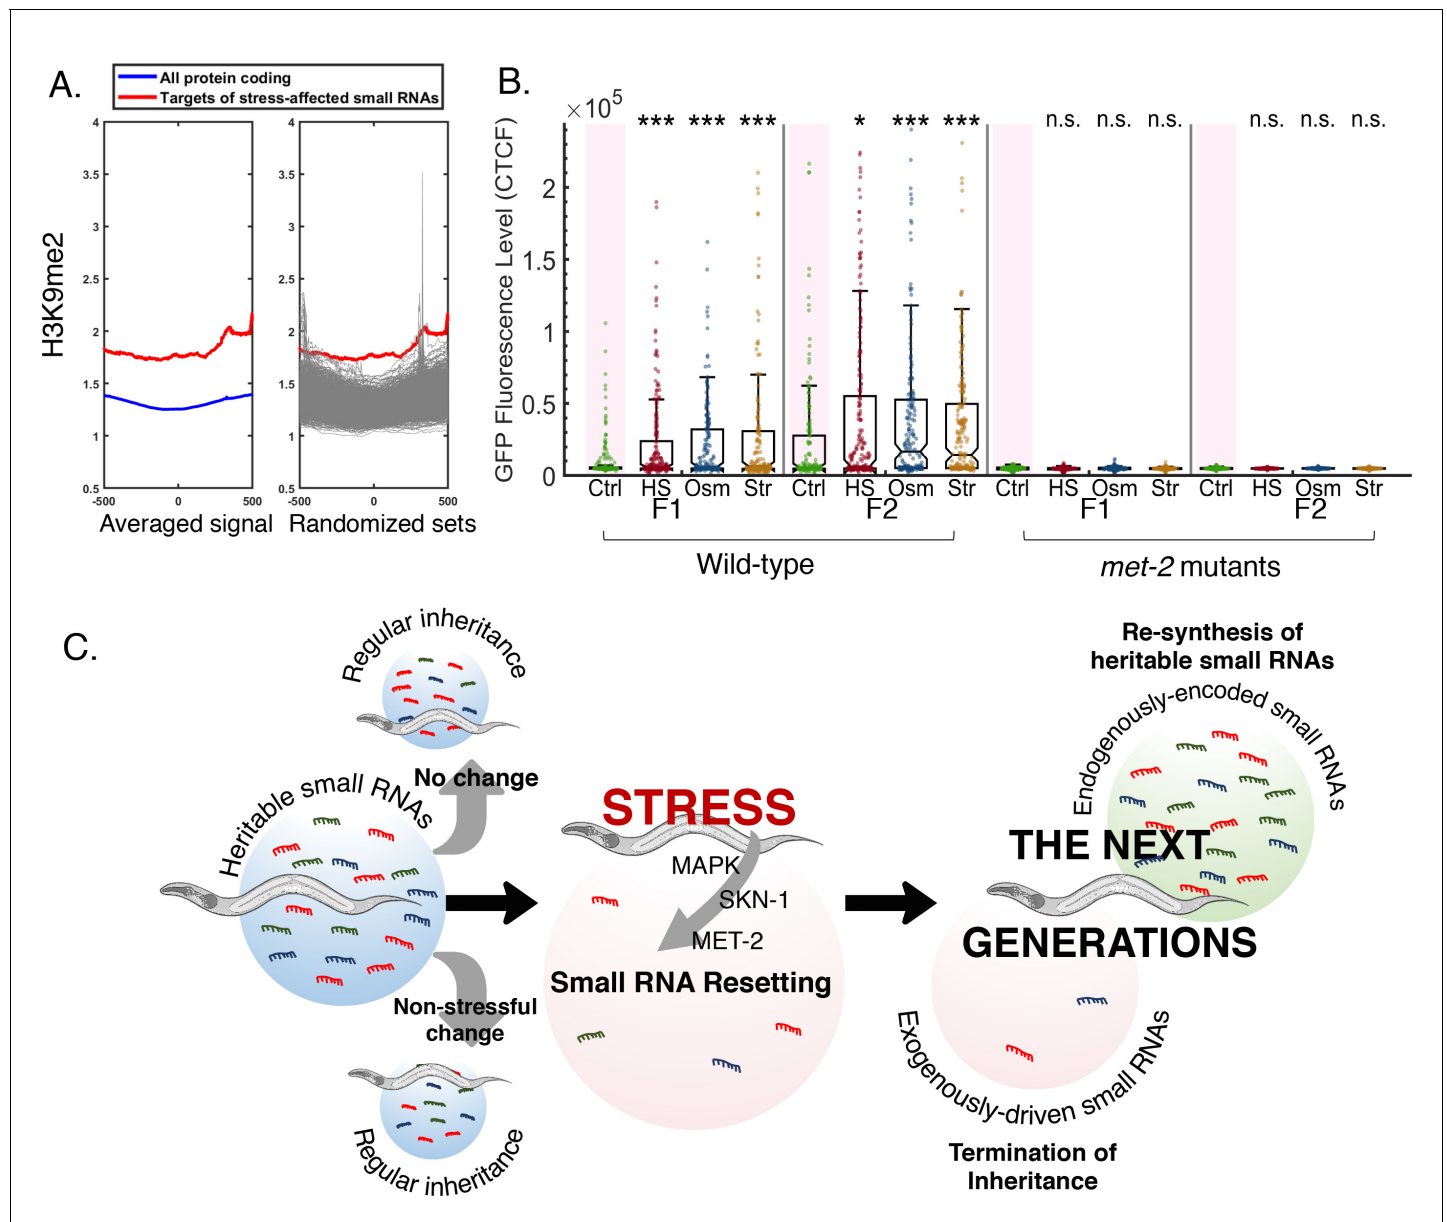 A.
All protein coding
Targets of stress-affected small RNAs
H3K9me2
4
3.5
3
2.5
2
1.5
1
0.5
-500
0
500
Averaged signal
4
3.5
3
2.5
2
1.5
1
0.5
-500
0
500
Randomized sets
B.
×10⁵
GFP Fluorescence Level (CTCF)
2
1.5
1
0.5
0
*** *** *** * *** *** n.s. n.s. n.s. n.s. n.s. n.s.
Ctrl HS Osm Str Ctrl HS Osm Str Ctrl HS Osm Str Ctrl HS Osm Str
F1 F2 F1 F2
Wild-type
met-2 mutants
C.
Regular inheritance
No change
Heritable small RNAs
Non-stressful
change
Regular inheritance
STRESS
MAPK
SKN-1
MET-2
Small RNA Resetting
Re-synthesis of
heritable small RNAs
Endogenously-encoded small RNAs
THE NEXT
GENERATIONS
Exogenously-driven small RNAs
Termination of
Inheritance